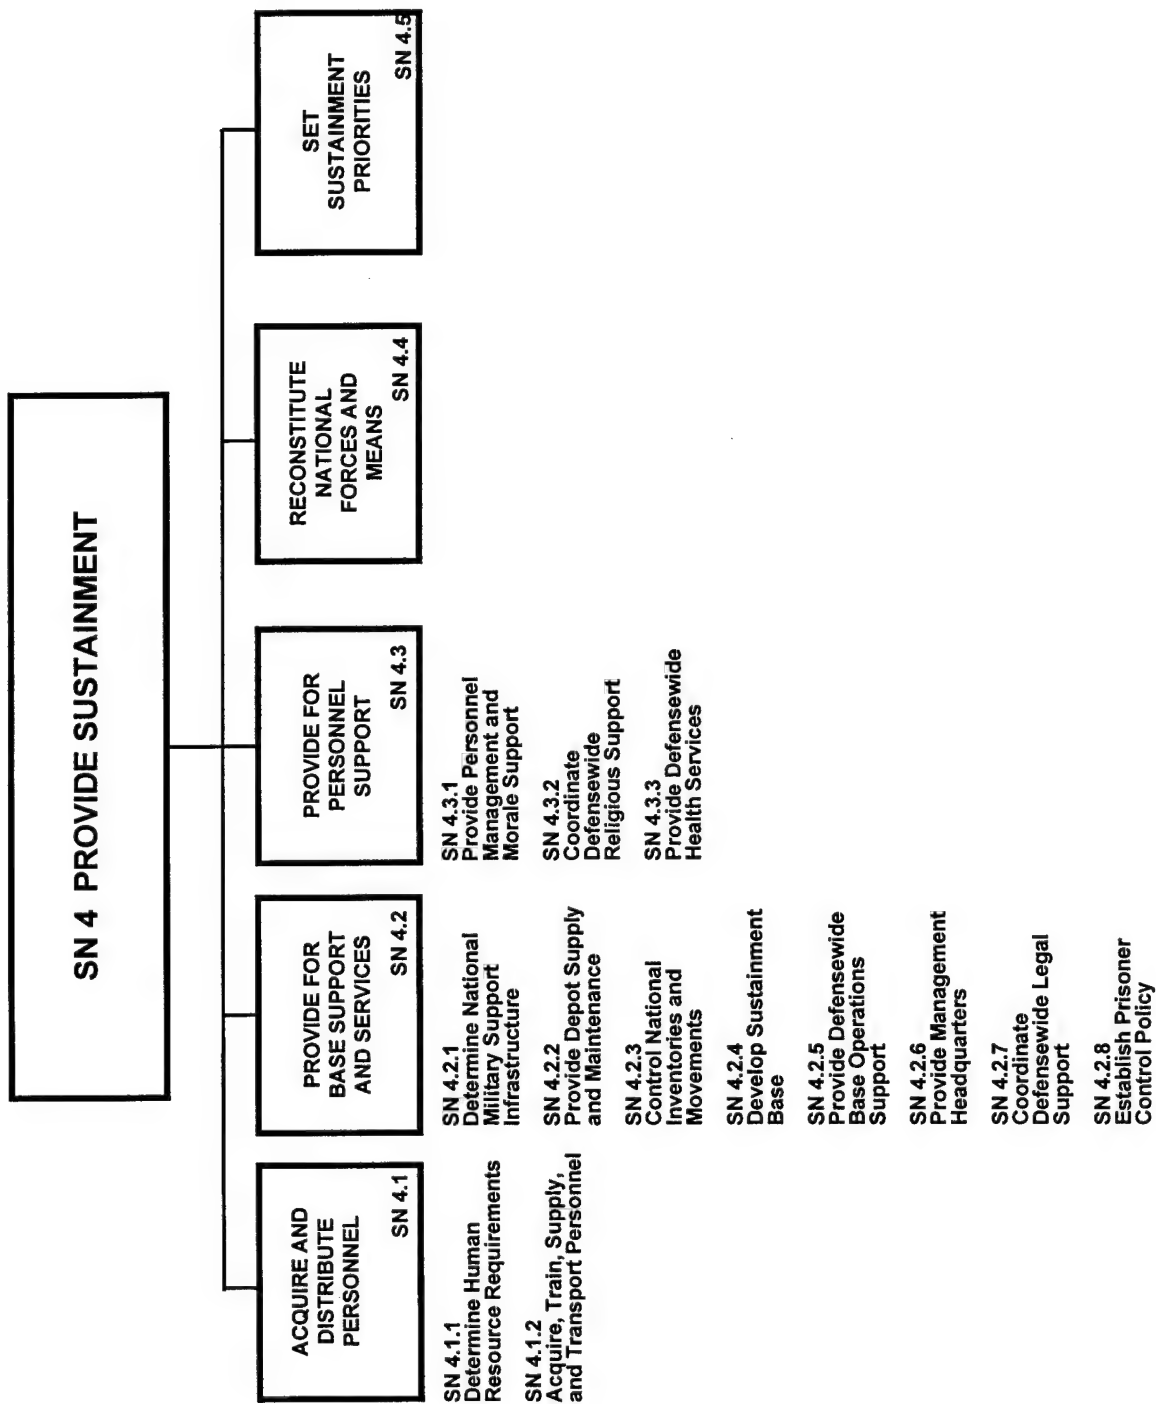 SN 4 PROVIDE SUSTAINMENT
ACQUIRE AND
DISTRIBUTE
PERSONNEL
SN 4.1
SN 4.1.1
Determine Human
Resource Requirements
SN 4.1.2
Acquire, Train, Supply,
and Transport Personnel
PROVIDE FOR
BASE SUPPORT
AND SERVICES
SN 4.2
SN 4.2.1
Determine National
Military Support
Infrastructure
SN 4.2.2
Provide Depot Supply
and Maintenance
SN 4.2.3
Control National
Inventories and
Movements
SN 4.2.4
Develop Sustainment
Base
SN 4.2.5
Provide Defensewide
Base Operations
Support
SN 4.2.6
Provide Management
Headquarters
SN 4.2.7
Coordinate
Defensewide Legal
Support
SN 4.2.8
Establish Prisoner
Control Policy
PROVIDE FOR
PERSONNEL
SUPPORT
SN 4.3
SN 4.3.1
Provide Personnel
Management and
Morale Support
SN 4.3.2
Coordinate
Defensewide
Religious Support
SN 4.3.3
Provide Defensewide
Health Services
RECONSTITUTE
NATIONAL
FORCES AND
MEANS
SN 4.4
SET
SUSTAINMENT
PRIORITIES
SN 4.5